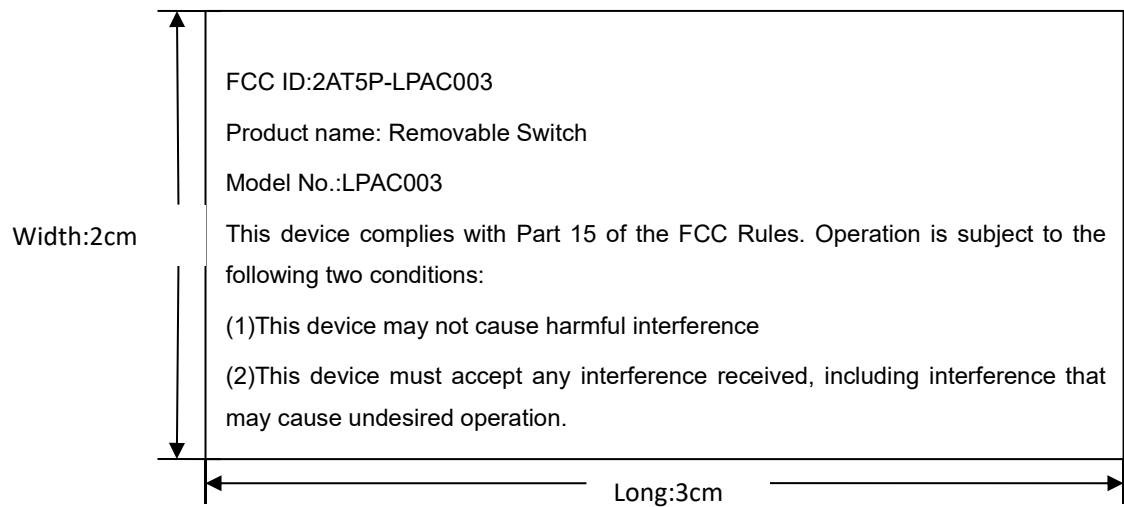 FCC ID:2AT5P-LPAC003
Product name: Removable Switch
Model No.:LPAC003
Width:2cm
This device complies with Part 15 of the FCC Rules. Operation is subject to the
following two conditions:
(1)This device may not cause harmful interference
(2)This device must accept any interference received, including interference that
may cause undesired operation.
Long:3cm